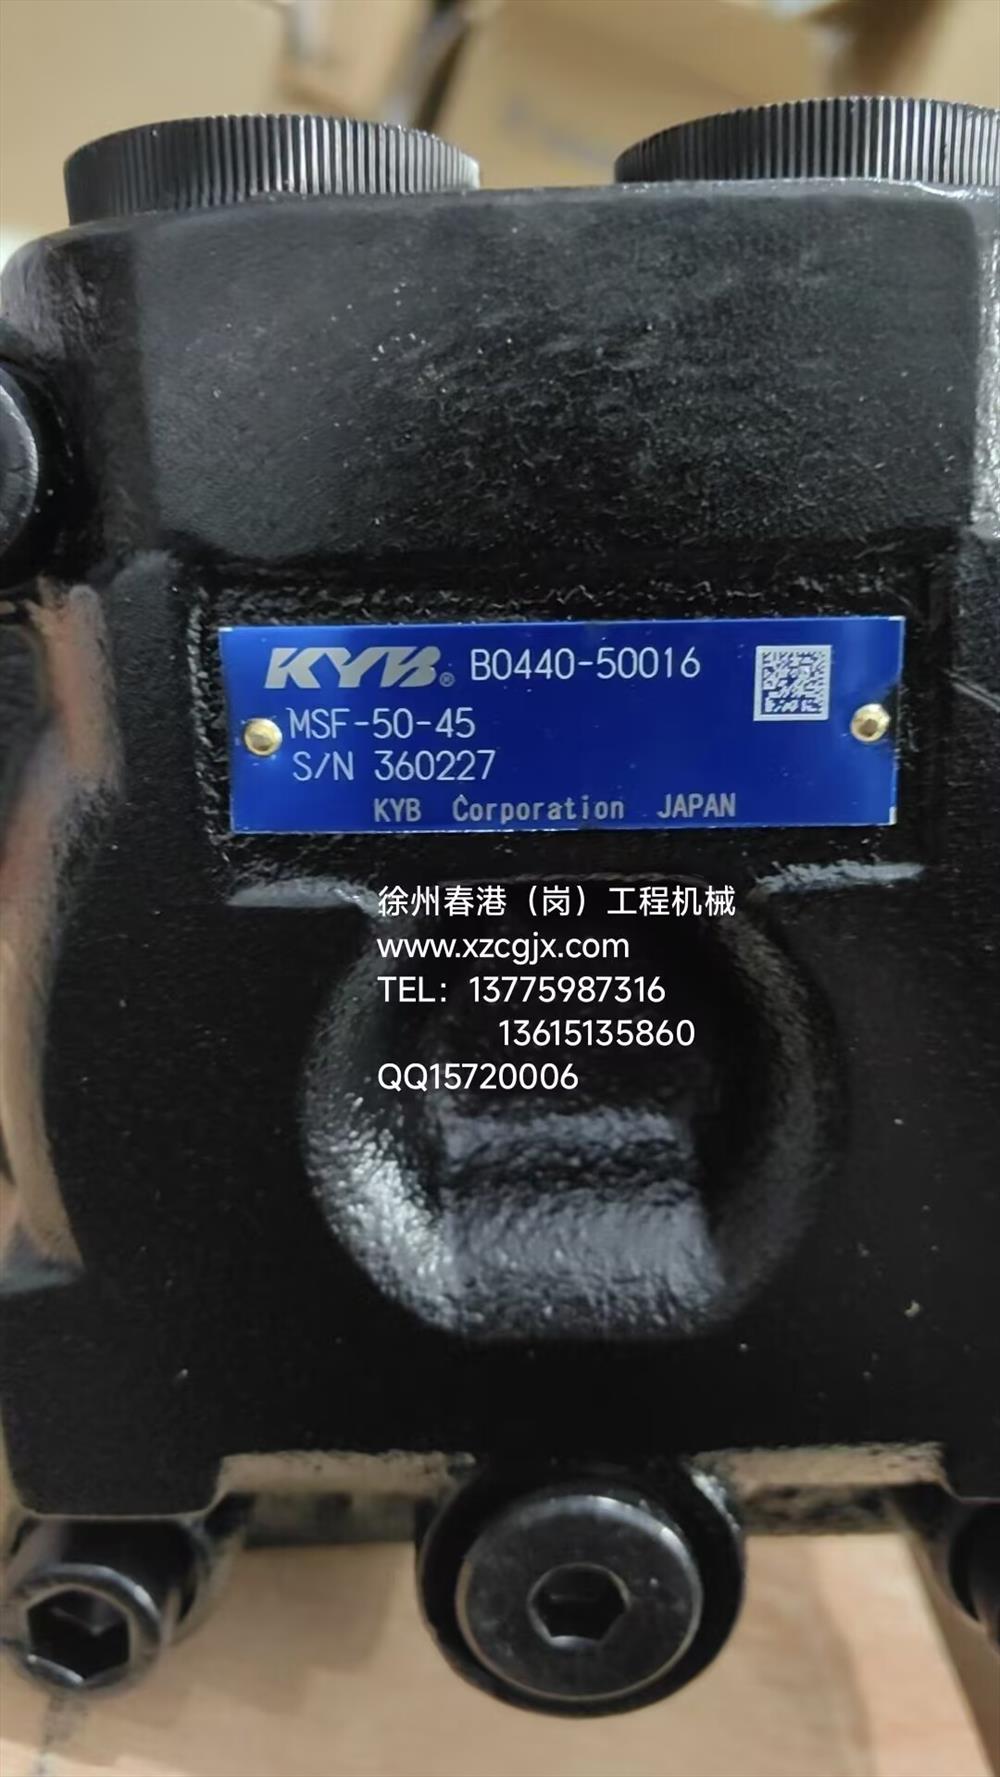 KYB® B0440-50016
MSF-50-45
S/N 360227
KYB Corporation JAPAN
徐州春港（岗）工程机械
www.xzcgjx.com
TEL：13775987316
13615135860
QQ15720006